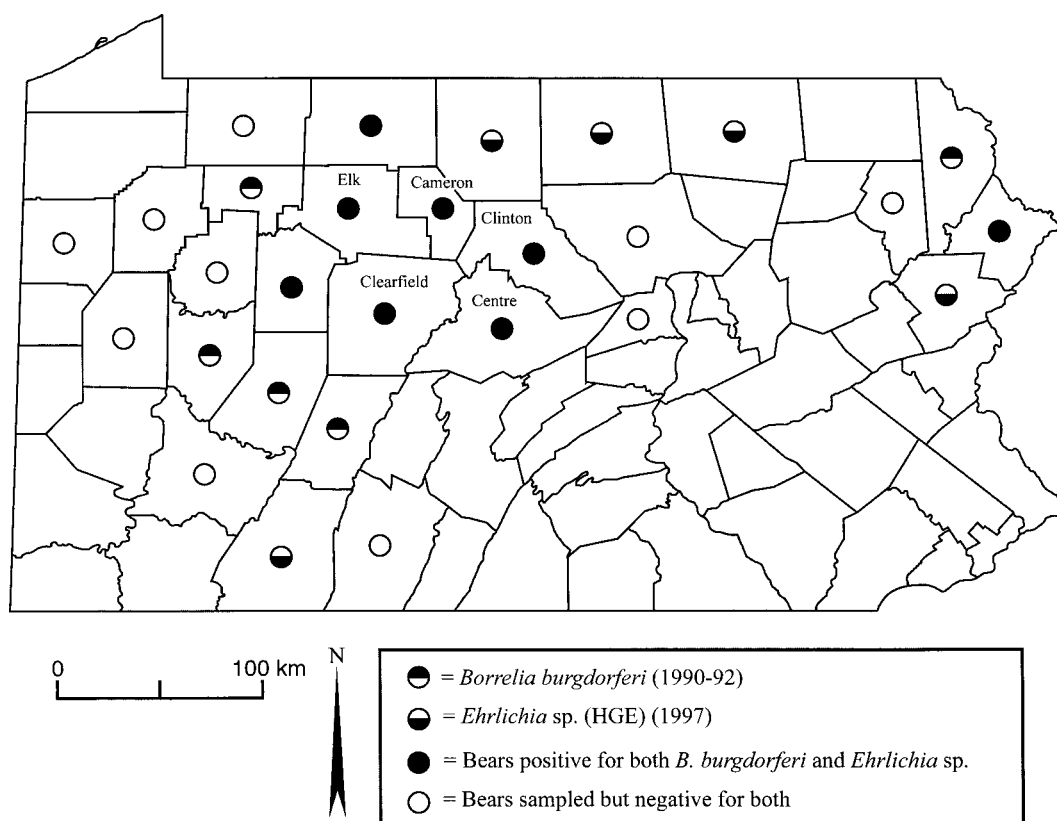 Elk
Cameron
Clinton
Clearfield
Centre
0 100 km
N
= Borrelia burgdorferi (1990-92)
= Ehrlichia sp. (HGE) (1997)
= Bears positive for both B. burgdorferi and Ehrlichia sp.
= Bears sampled but negative for both